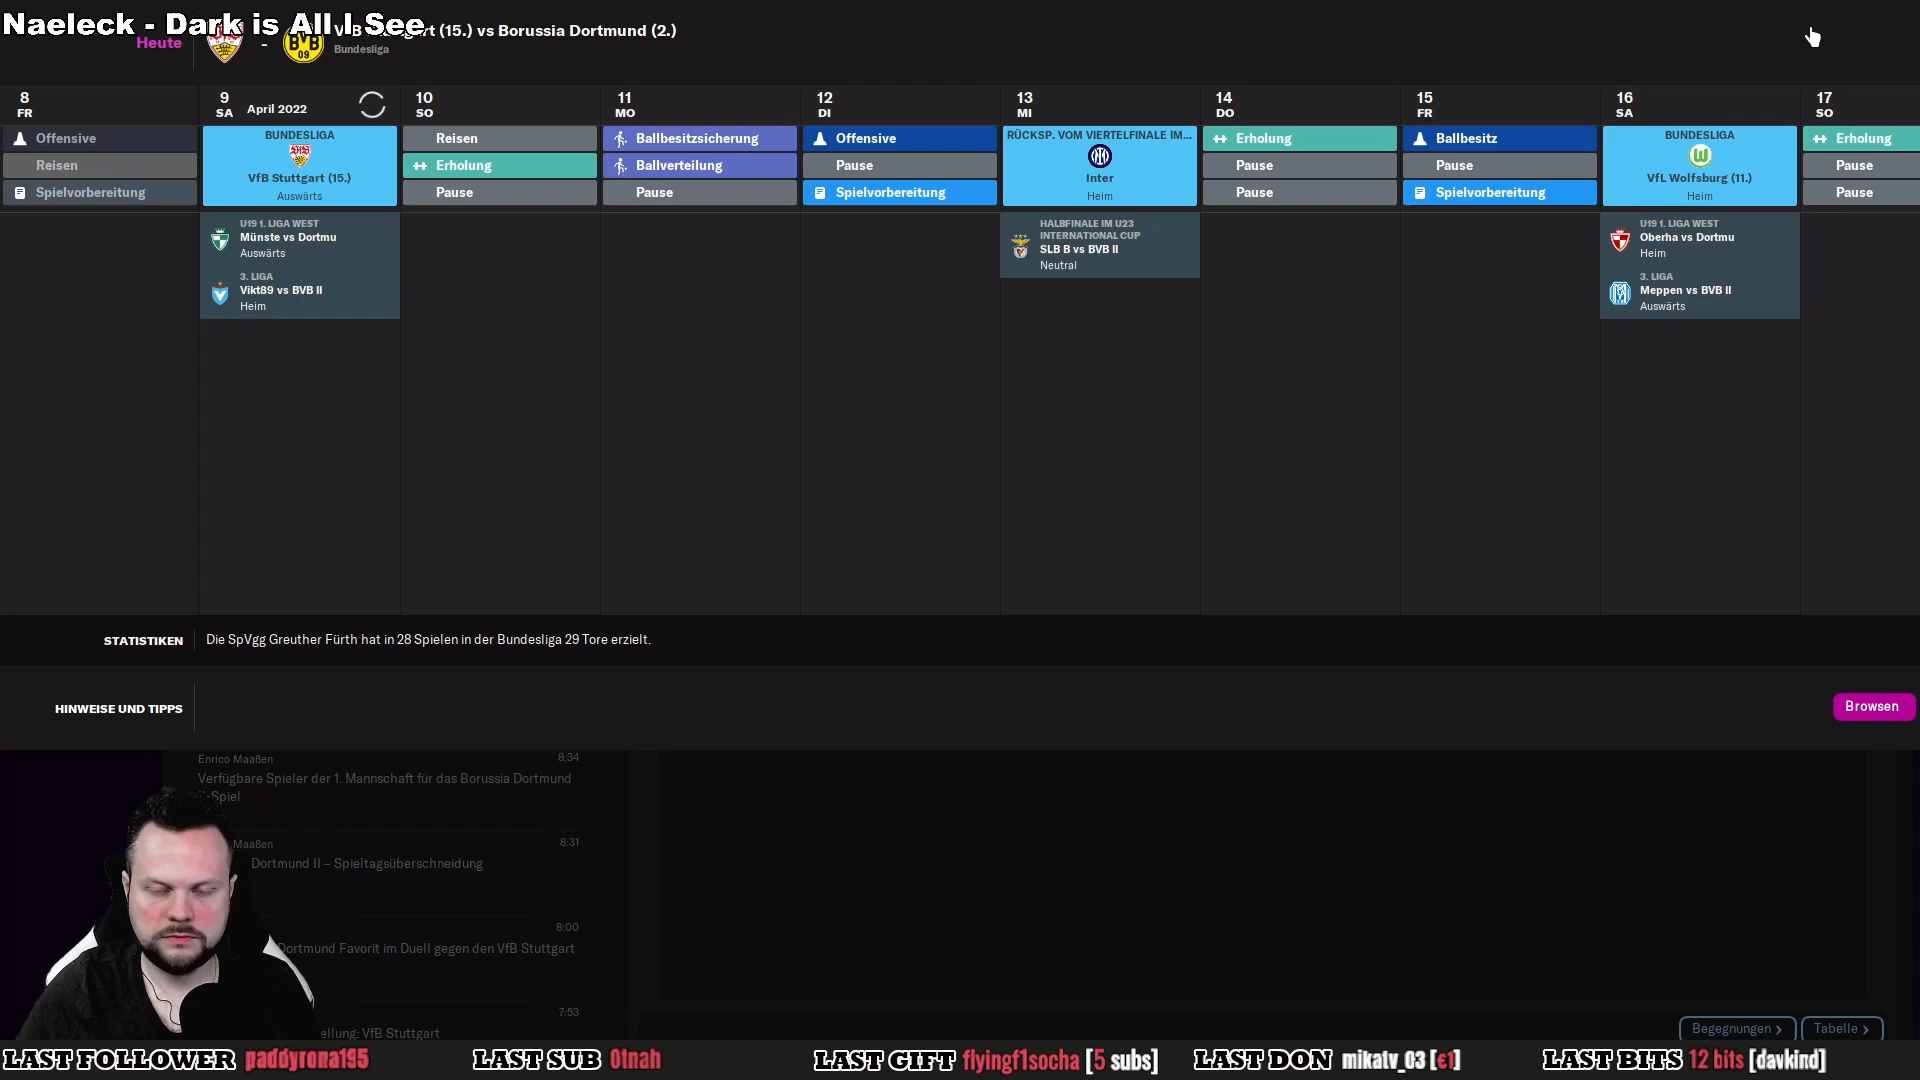 Naeleck - Dark is All I See
Heute
-
gart (15.) vs Borussia Dortmund (2.)
Bundesliga
8
FR
9
SA
April 2022
10
SO
11
MO
12
DI
13
MI
14
DO
15
FR
16
SA
17
SO
Offensive
Reisen
Spielvorbereitung
BUNDESLIGA
VfB Stuttgart (15.)
Auswärts
Reisen
Erholung
Pause
Ballbesitzsicherung
Ballverteilung
Pause
Offensive
Pause
Spielvorbereitung
RÜCKSP. VOM VIERTELFINALE IM...
Inter
Heim
Erholung
Pause
Pause
Ballbesitz
Pause
Spielvorbereitung
BUNDESLIGA
VfL Wolfsburg (11.)
Heim
Erholung
Pause
Pause
U19 1. LIGA WEST
Münste vs Dortmu
Auswärts
3. LIGA
Vikt89 vs BVB II
Heim
HALBFINALE IM U23
INTERNATIONAL CUP
SLB B vs BVB II
Neutral
U19 1. LIGA WEST
Oberha vs Dortmu
Heim
3. LIGA
Meppen vs BVB II
Auswärts
STATISTIKEN
Die SpVgg Greuther Fürth hat in 28 Spielen in der Bundesliga 29 Tore erzielt.
HINWEISE UND TIPPS
Browsen
Enrico Maaßen
8:34
Verfügbare Spieler der 1. Mannschaft für das Borussia Dortmund
-Spiel
Maaßen
8:31
Dortmund II – Spieltagsüberschneidung
8:00
Dortmund Favorit im Duell gegen den VfB Stuttgart
7:53
ellung: VfB Stuttgart
Begegnungen >
Tabelle >
LAST FOLLOWER paddyrona195
LAST SUB 0tnah
LAST GIFT flyingf1socha [5 subs]
LAST DON mikatv_03 [€1]
LAST BITS 12 bits [davkind]